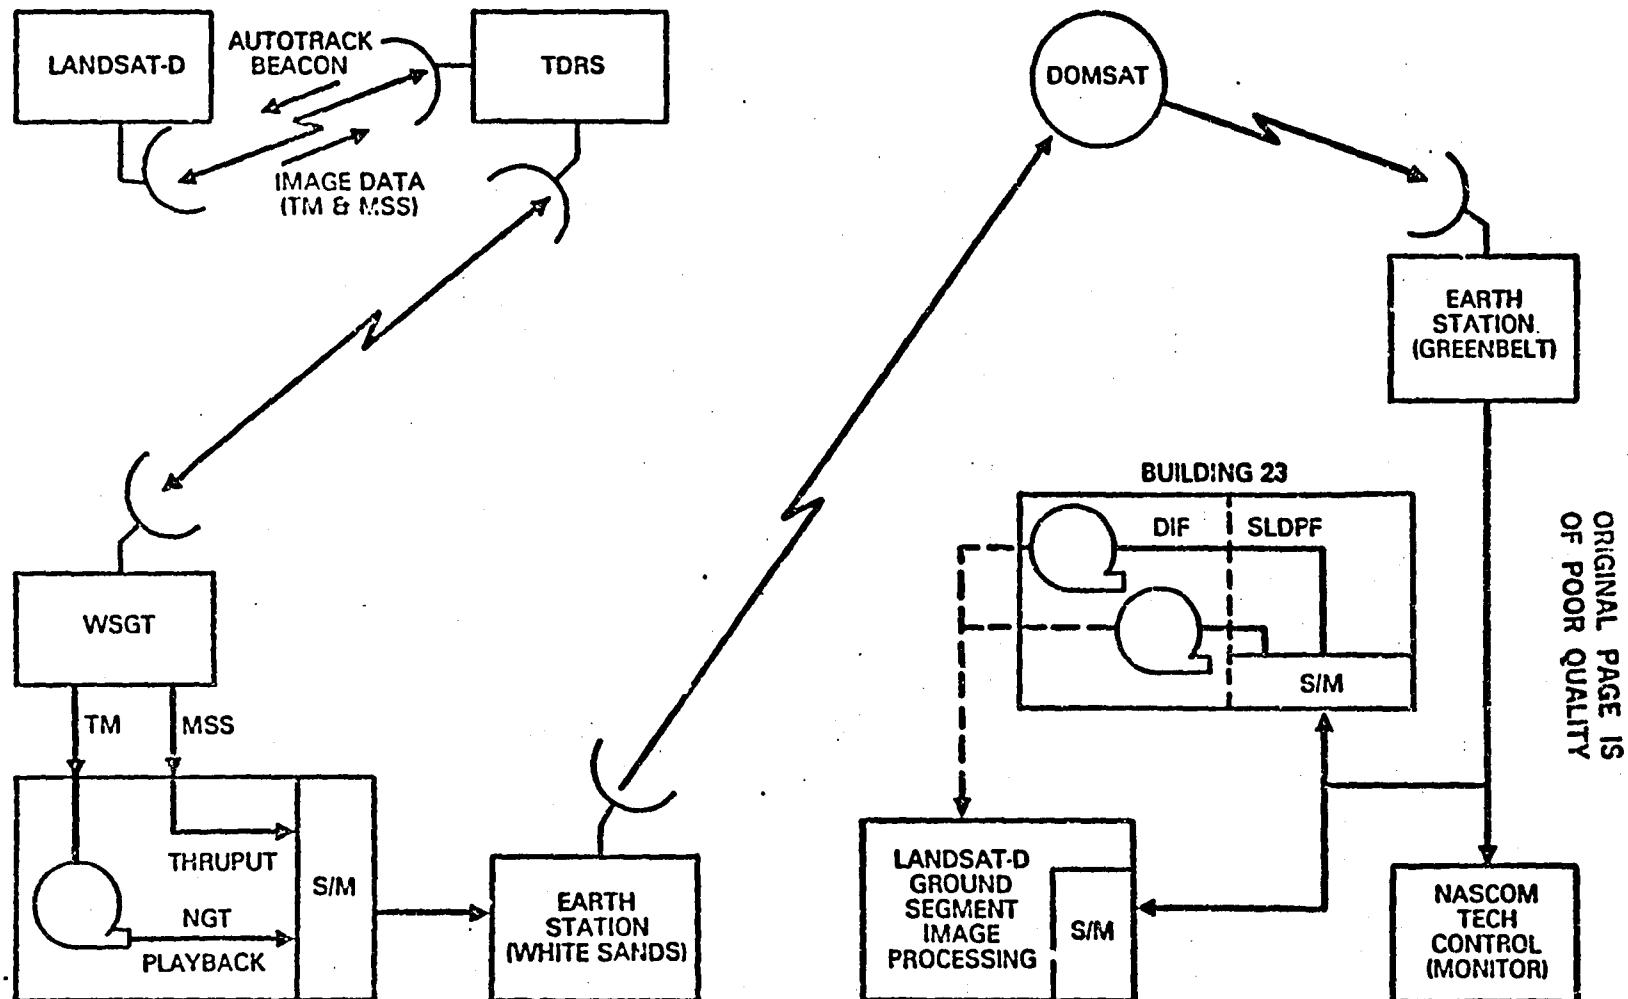 LANDSAT-D
AUTOTRACK
BEACON
TDRS
IMAGE DATA
(TM & MSS)
DOMSAT
EARTH
STATION.
(GREENBELT)
BUILDING 23
DIF
SLDPF
S/M
ORIGINAL PAGE IS
OF POOR QUALITY
WSGT
TM
MSS
THRUPUT
NGT
PLAYBACK
S/M
EARTH
STATION
(WHITE SANDS)
LANDSAT-D
GROUND
SEGMENT
IMAGE
PROCESSING
S/M
NASCOM
TECH
CONTROL
(MONITOR)